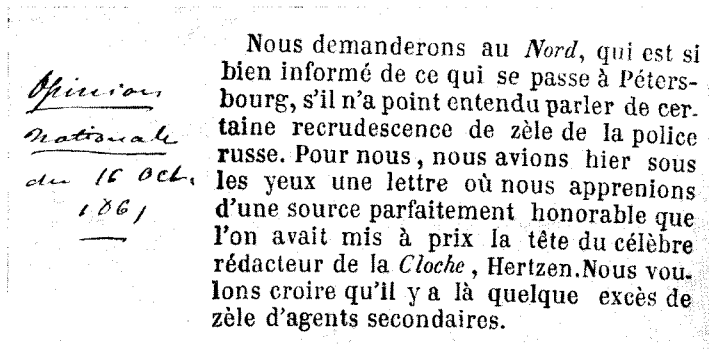 Opinion
nationale
du 16 Oct.
1861
Nous demanderons au Nord, qui est si
bien informé de ce qui se passe à Péters-
bourg, s'il n'a point entendu parler de cer-
taine recrudescence de zèle de la police
russe. Pour nous, nous avions hier sous
les yeux une lettre où nous apprenions
d'une source parfaitement honorable que
l'on avait mis à prix la tête du célèbre
rédacteur de la Cloche, Hertzen. Nous vou-
lons croire qu'il y a là quelque excès de
zèle d'agents secondaires.